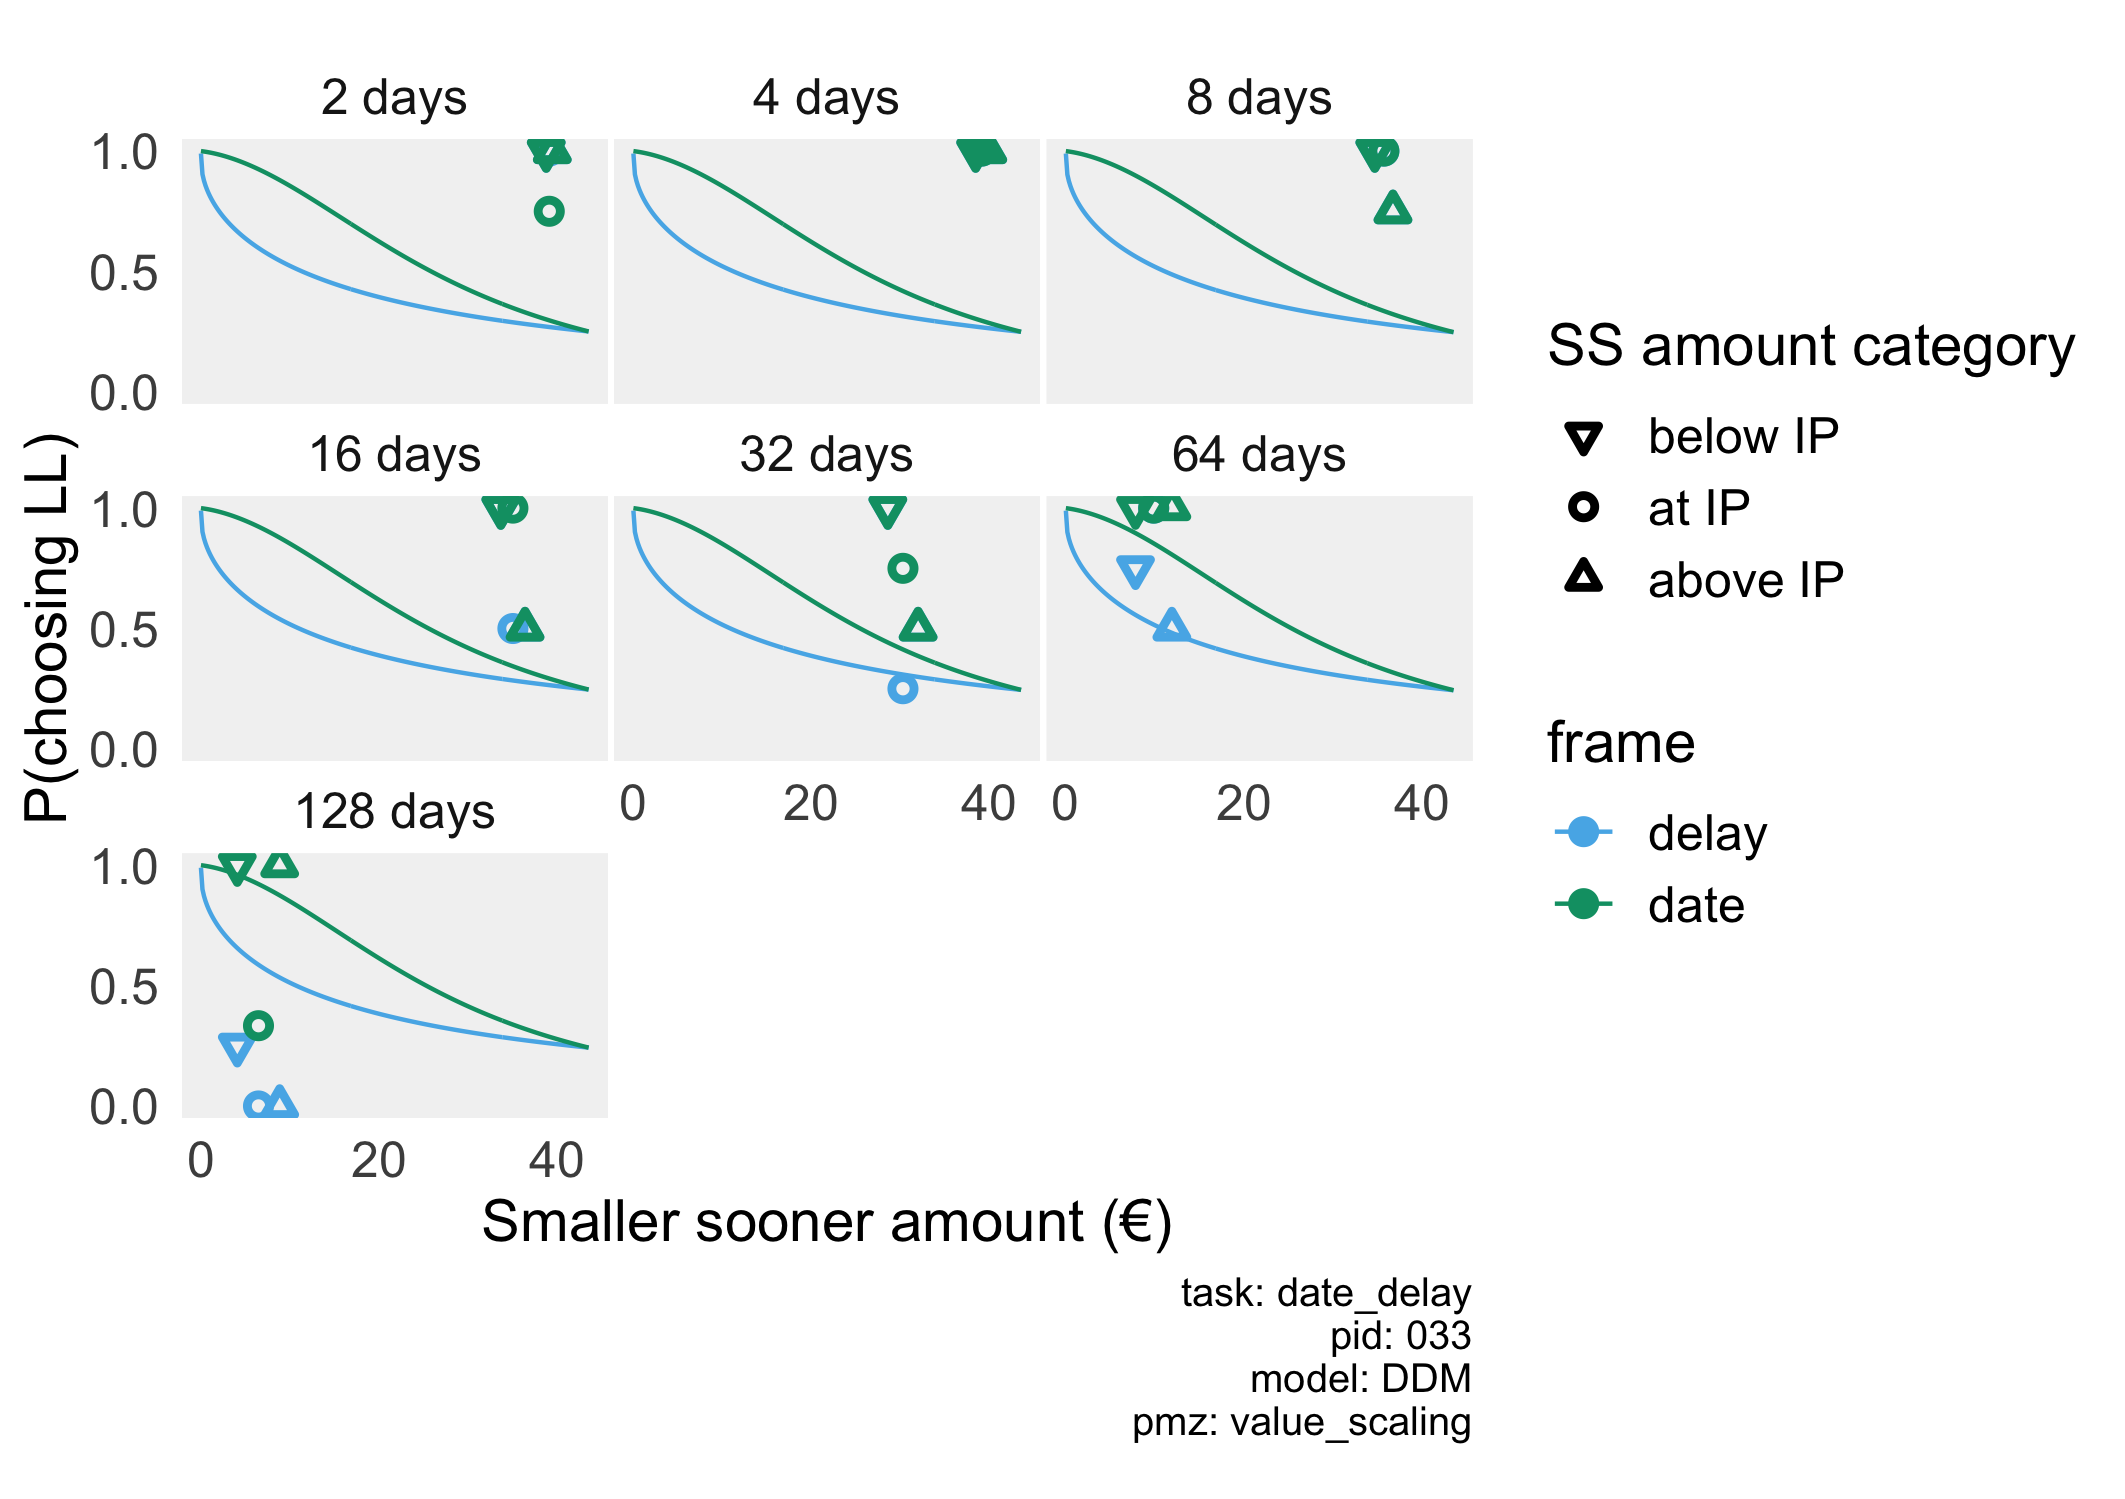 2 days
4 days
8 days
1.0
0.5
0.0
16 days
32 days
64 days
1.0
0.5
0.0
0
20
40
0
20
40
128 days
1.0
0.5
0.0
0
20
40
P(choosing LL)
Smaller sooner amount (€)
SS amount category
below IP
at IP
above IP
frame
delay
date
task: date_delay
pid: 033
model: DDM
pmz: value_scaling